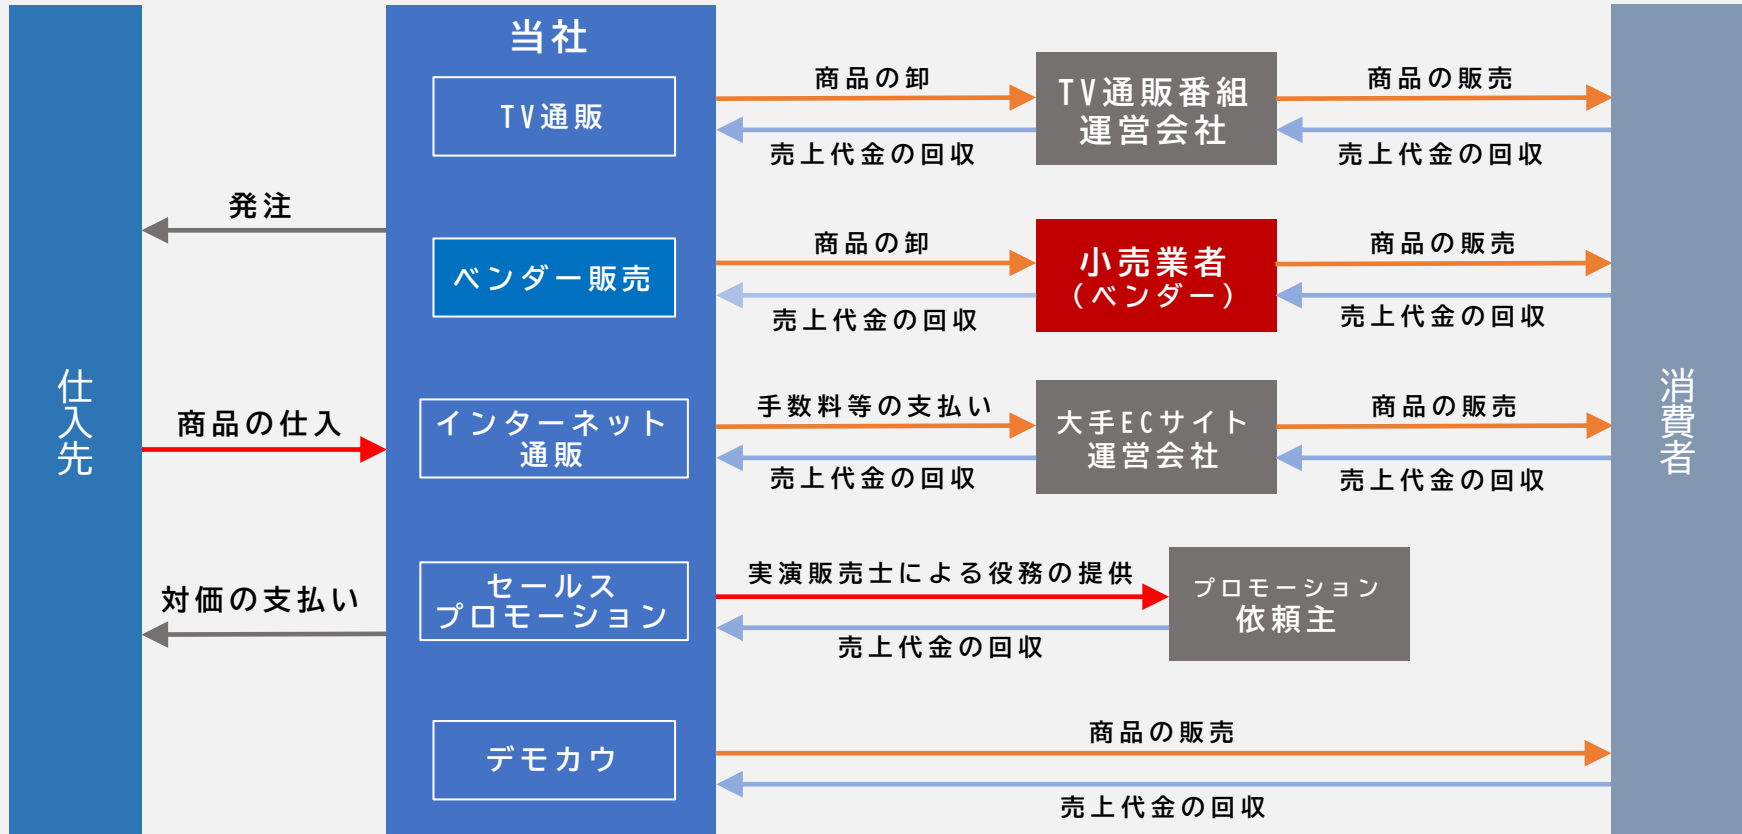 当社
TV通販
商品の卸
売上代金の回収
TV通販番組
運営会社
商品の販売
売上代金の回収
発注
ベンダー販売
商品の卸
売上代金の回収
小売業者
（ベンダー）
商品の販売
売上代金の回収
仕入先
商品の仕入
インターネット
通販
手数料等の支払い
売上代金の回収
大手ECサイト
運営会社
商品の販売
売上代金の回収
消費者
対価の支払い
セールス
プロモーション
実演販売士による役務の提供
売上代金の回収
プロモーション
依頼主
デモカウ
商品の販売
売上代金の回収